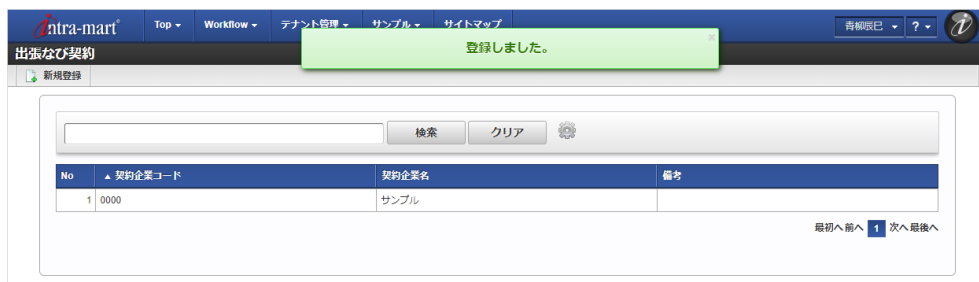 intra-mart Top Workflow テナント管理 サンプル サイトマップ 青柳辰巳 ?
登録しました。 ×
出張なび契約
新規登録
検索 クリア
No ▲ 契約企業コード 契約企業名 備考
1 0000 サンプル
最初へ 前へ 1 次へ 最後へ